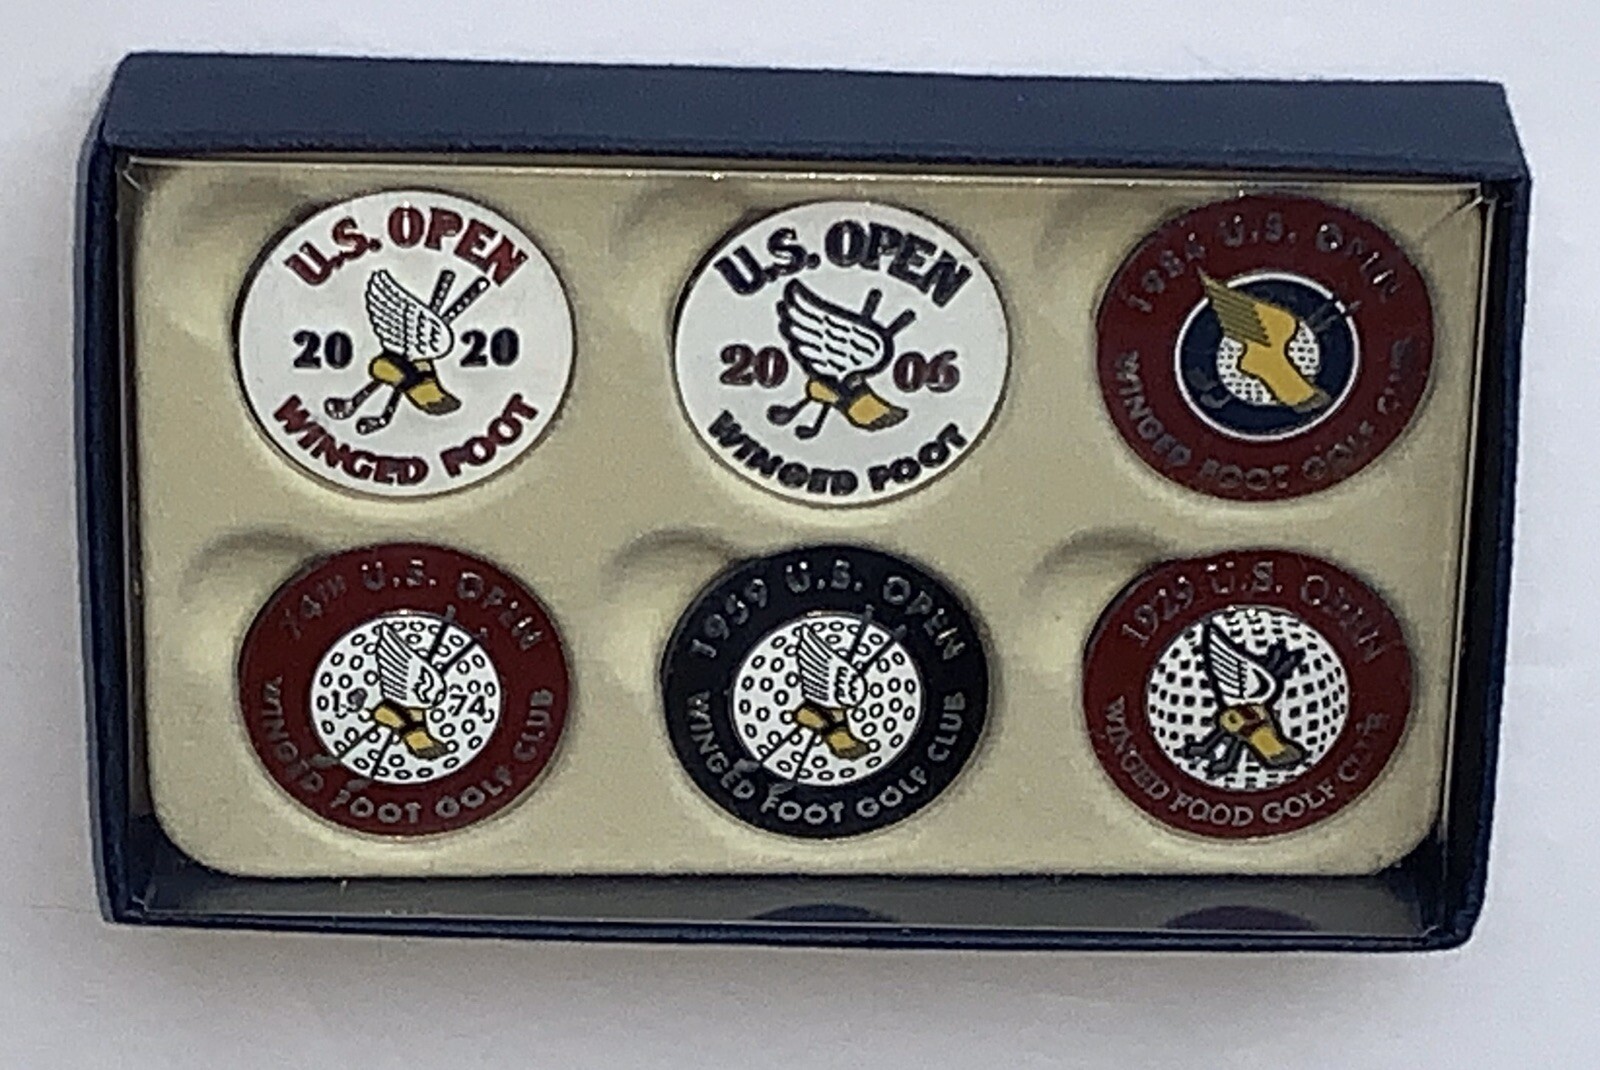 U.S. OPEN
20 20
WINGED FOOT
U.S. OPEN
20 06
WINGED FOOT
1984 U.S. OPEN
WINGED FOOT GOLF CLUB
74TH U.S. OPEN
19 74
WINGED FOOT GOLF CLUB
1959 U.S. OPEN
WINGED FOOT GOLF CLUB
1929 U.S. OPEN
WINGED FOOD GOLF CLUB